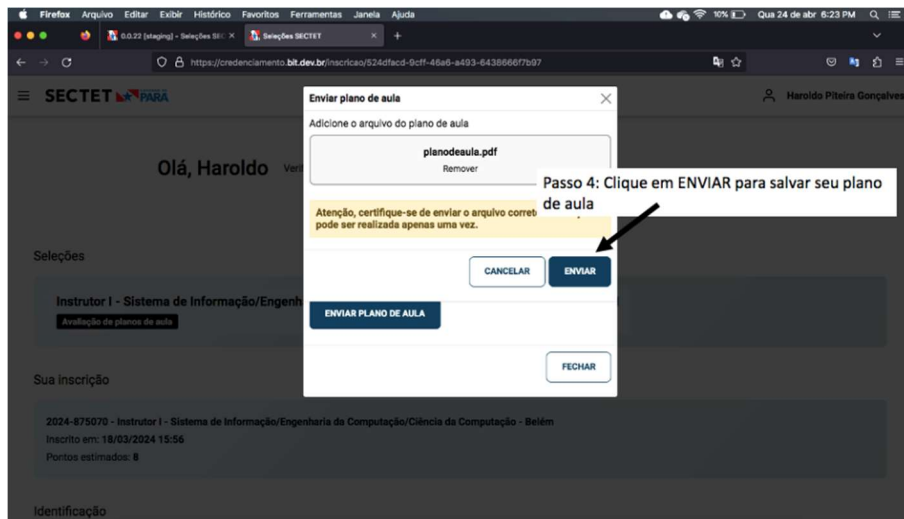 Firefox Arquivo Editar Exibir Histórico Favoritos Ferramentas Janela Ajuda 10% Qua 24 de abr 6:23 PM
0.0.22 [staging] - Seleções SEC Seleções SECTET
https://credenciamento.bit.dev.br/inscricao/524dfacd-9cff-46a6-a493-6438666f7b97
SECTET PARÁ
Haroldo Piteira Gonçalves
Enviar plano de aula
Adicione o arquivo do plano de aula
planodeaula.pdf
Remover
Olá, Haroldo
Passo 4: Clique em ENVIAR para salvar seu plano
de aula
Atenção, certifique-se de enviar o arquivo correto
pode ser realizada apenas uma vez.
CANCELAR ENVIAR
Seleções
Instrutor I - Sistema de Informação/Engenh
Avaliação de planos de aula
ENVIAR PLANO DE AULA
FECHAR
Sua inscrição
2024-875070 - Instrutor I - Sistema de Informação/Engenharia da Computação/Ciência da Computação - Belém
Inscrito em: 18/03/2024 15:56
Pontos estimados: 8
Identificação